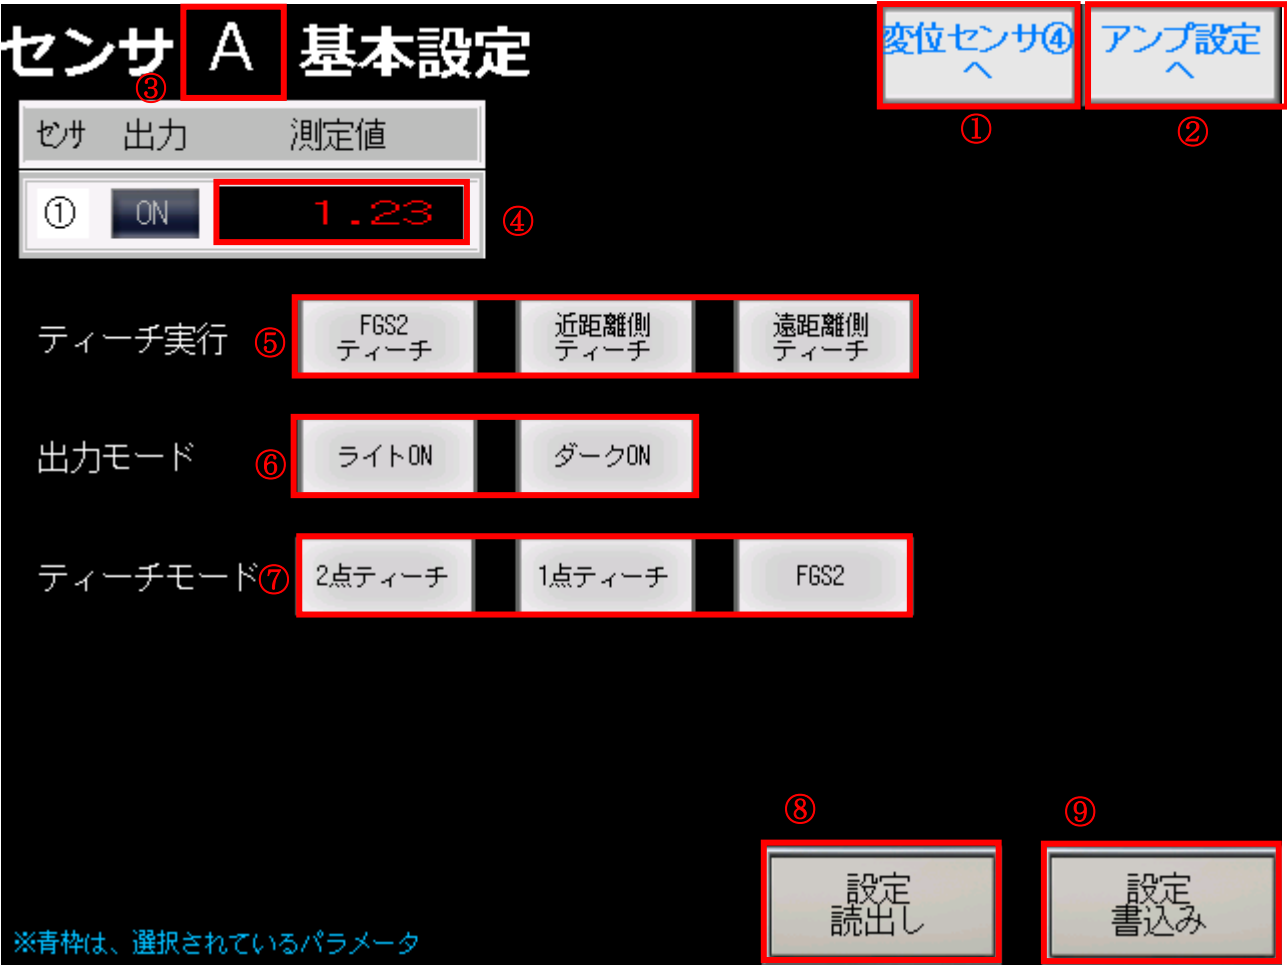 センサ A 基本設定
変位センサ④
へ
アンプ設定
へ
③
①
②
センサ 出力 測定値
① ON 1.23
④
ティーチ実行 ⑤
FGS2
ティーチ
近距離側
ティーチ
遠距離側
ティーチ
出力モード ⑥ ライトON ダークON
ティーチモード⑦ 2点ティーチ 1点ティーチ FGS2
⑧
⑨
設定
読出し
設定
書込み
※青枠は、選択されているパラメータ